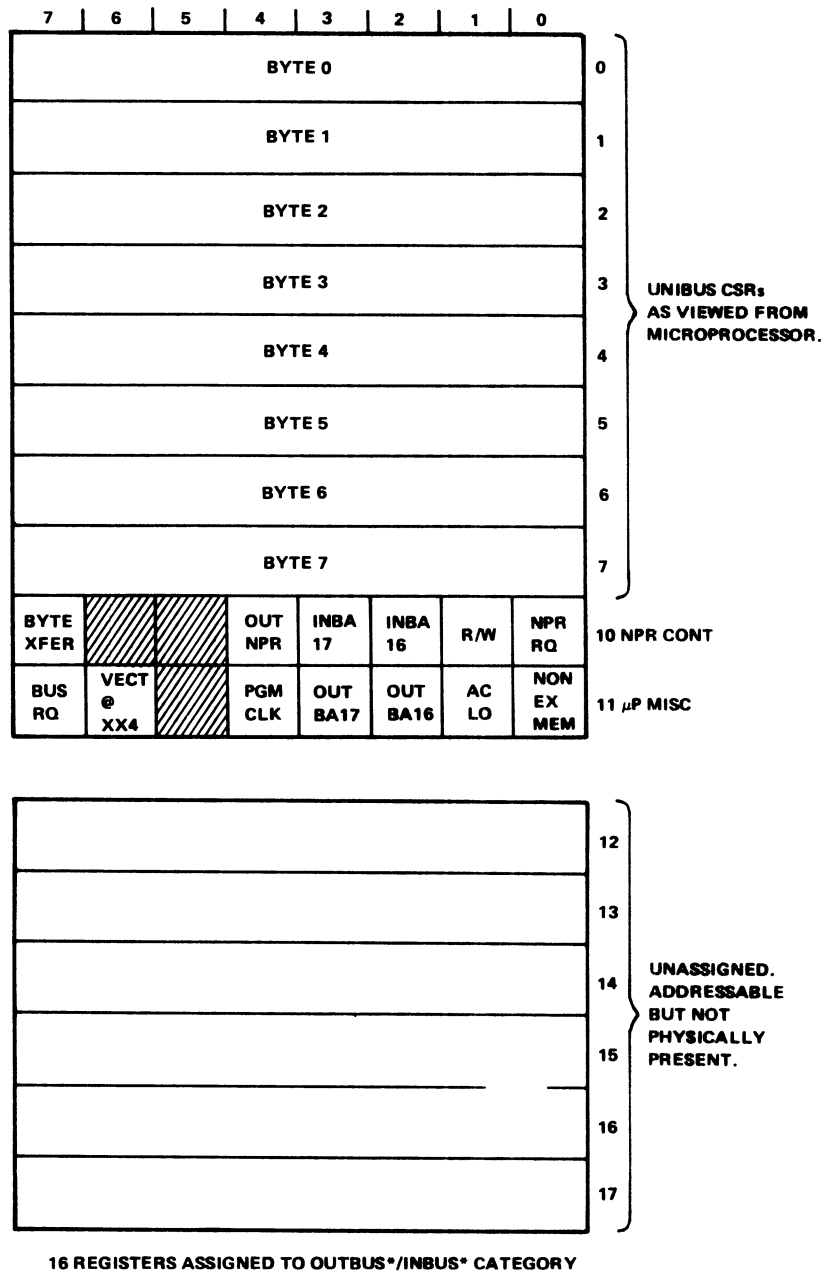 7 6 5 4 3 2 1 0
BYTE 0 0
BYTE 1 1
BYTE 2 2
BYTE 3 3
UNIBUS CSRs
AS VIEWED FROM
MICROPROCESSOR.
BYTE 4 4
BYTE 5 5
BYTE 6 6
BYTE 7 7
BYTE XFER OUT NPR INBA 17 INBA 16 R/W NPR RQ 10 NPR CONT
BUS RQ VECT @ XX4 PGM CLK OUT BA17 OUT BA16 AC LO NON EX MEM 11 μP MISC
12
13
14
15
16
17
UNASSIGNED.
ADDRESSABLE
BUT NOT
PHYSICALLY
PRESENT.
16 REGISTERS ASSIGNED TO OUTBUS*/INBUS* CATEGORY